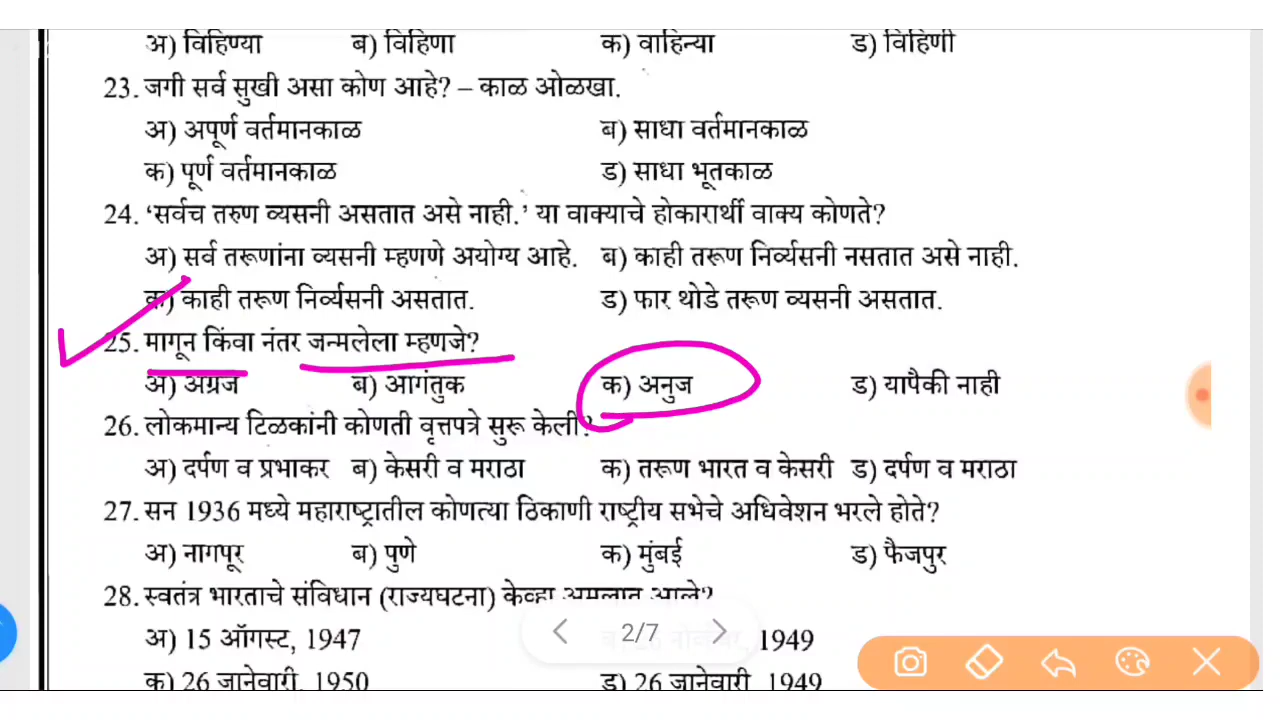 अ) विहिण्या ब) विहिणा क) वाहिन्या ड) विहिणी
23. जगी सर्व सुखी असा कोण आहे? – काळ ओळखा.
अ) अपूर्ण वर्तमानकाळ ब) साधा वर्तमानकाळ
क) पूर्ण वर्तमानकाळ ड) साधा भूतकाळ
24. ‘सर्वच तरुण व्यसनी असतात असे नाही.’ या वाक्याचे होकारार्थी वाक्य कोणते?
अ) सर्व तरूणांना व्यसनी म्हणणे अयोग्य आहे. ब) काही तरूण निर्व्यसनी नसतात असे नाही.
क) काही तरूण निर्व्यसनी असतात. ड) फार थोडे तरूण व्यसनी असतात.
25. मागून किंवा नंतर जन्मलेला म्हणजे?
अ) अग्रज ब) आगंतुक क) अनुज ड) यापैकी नाही
26. लोकमान्य टिळकांनी कोणती वृत्तपत्रे सुरू केली?
अ) दर्पण व प्रभाकर ब) केसरी व मराठा क) तरूण भारत व केसरी ड) दर्पण व मराठा
27. सन 1936 मध्ये महाराष्ट्रातील कोणत्या ठिकाणी राष्ट्रीय सभेचे अधिवेशन भरले होते?
अ) नागपूर ब) पुणे क) मुंबई ड) फैजपुर
28. स्वतंत्र भारताचे संविधान (राज्यघटना) केव्हा अमलात आले?
2/7
अ) 15 ऑगस्ट, 1947 1949
क) 26 जानेवारी, 1950 ड) 26 जानेवारी, 1949